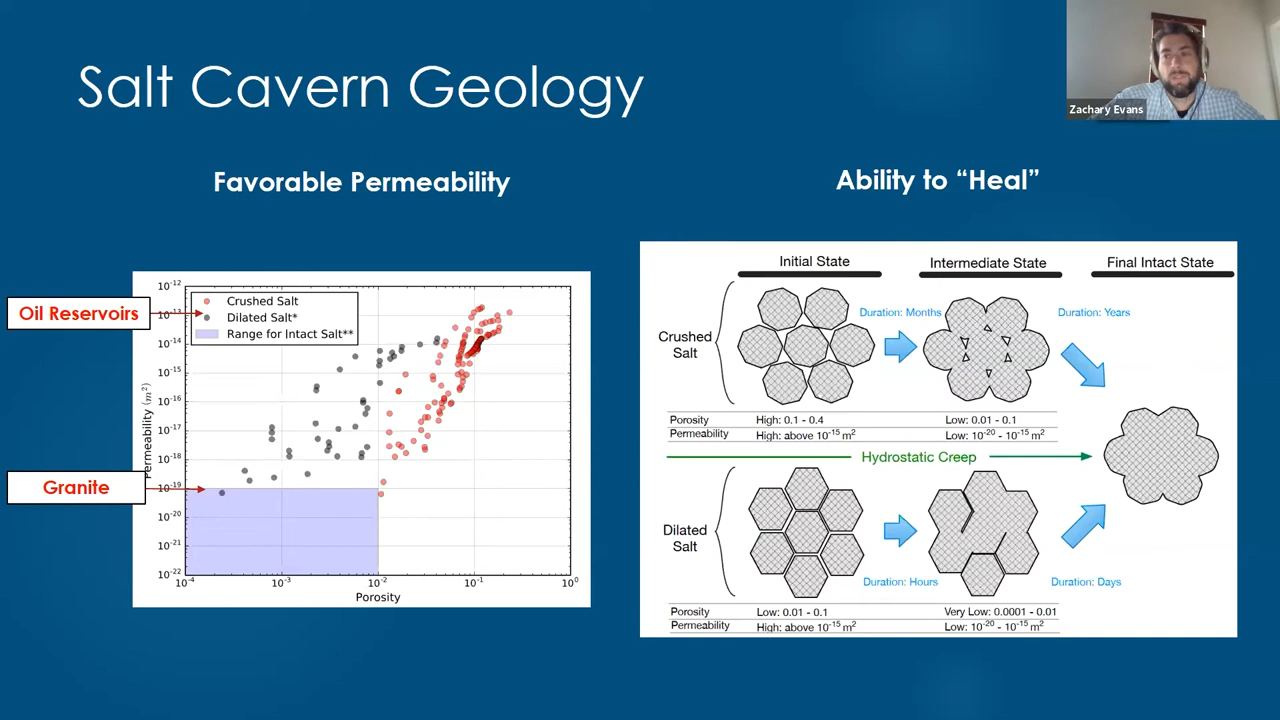 Salt Cavern Geology
Zachary Evans
Favorable Permeability
Ability to “Heal”
Oil Reservoirs
Granite
Crushed Salt
Dilated Salt*
Range for Intact Salt**
10⁻¹²
10⁻¹³
10⁻¹⁴
10⁻¹⁵
10⁻¹⁶
10⁻¹⁷
10⁻¹⁸
10⁻¹⁹
10⁻²⁰
10⁻²¹
10⁻²²
Permeability (m²)
10⁻⁴ 10⁻³ 10⁻² 10⁻¹ 10⁰
Porosity
Initial State Intermediate State Final Intact State
Crushed
Salt
Duration: Months
Duration: Years
Porosity High: 0.1 - 0.4 Low: 0.01 - 0.1
Permeability High: above 10⁻¹⁵ m² Low: 10⁻²⁰ - 10⁻¹⁵ m²
Hydrostatic Creep
Dilated
Salt
Duration: Hours
Duration: Days
Porosity Low: 0.01 - 0.1 Very Low: 0.0001 - 0.01
Permeability High: above 10⁻¹⁵ m² Low: 10⁻²⁰ - 10⁻¹⁵ m²